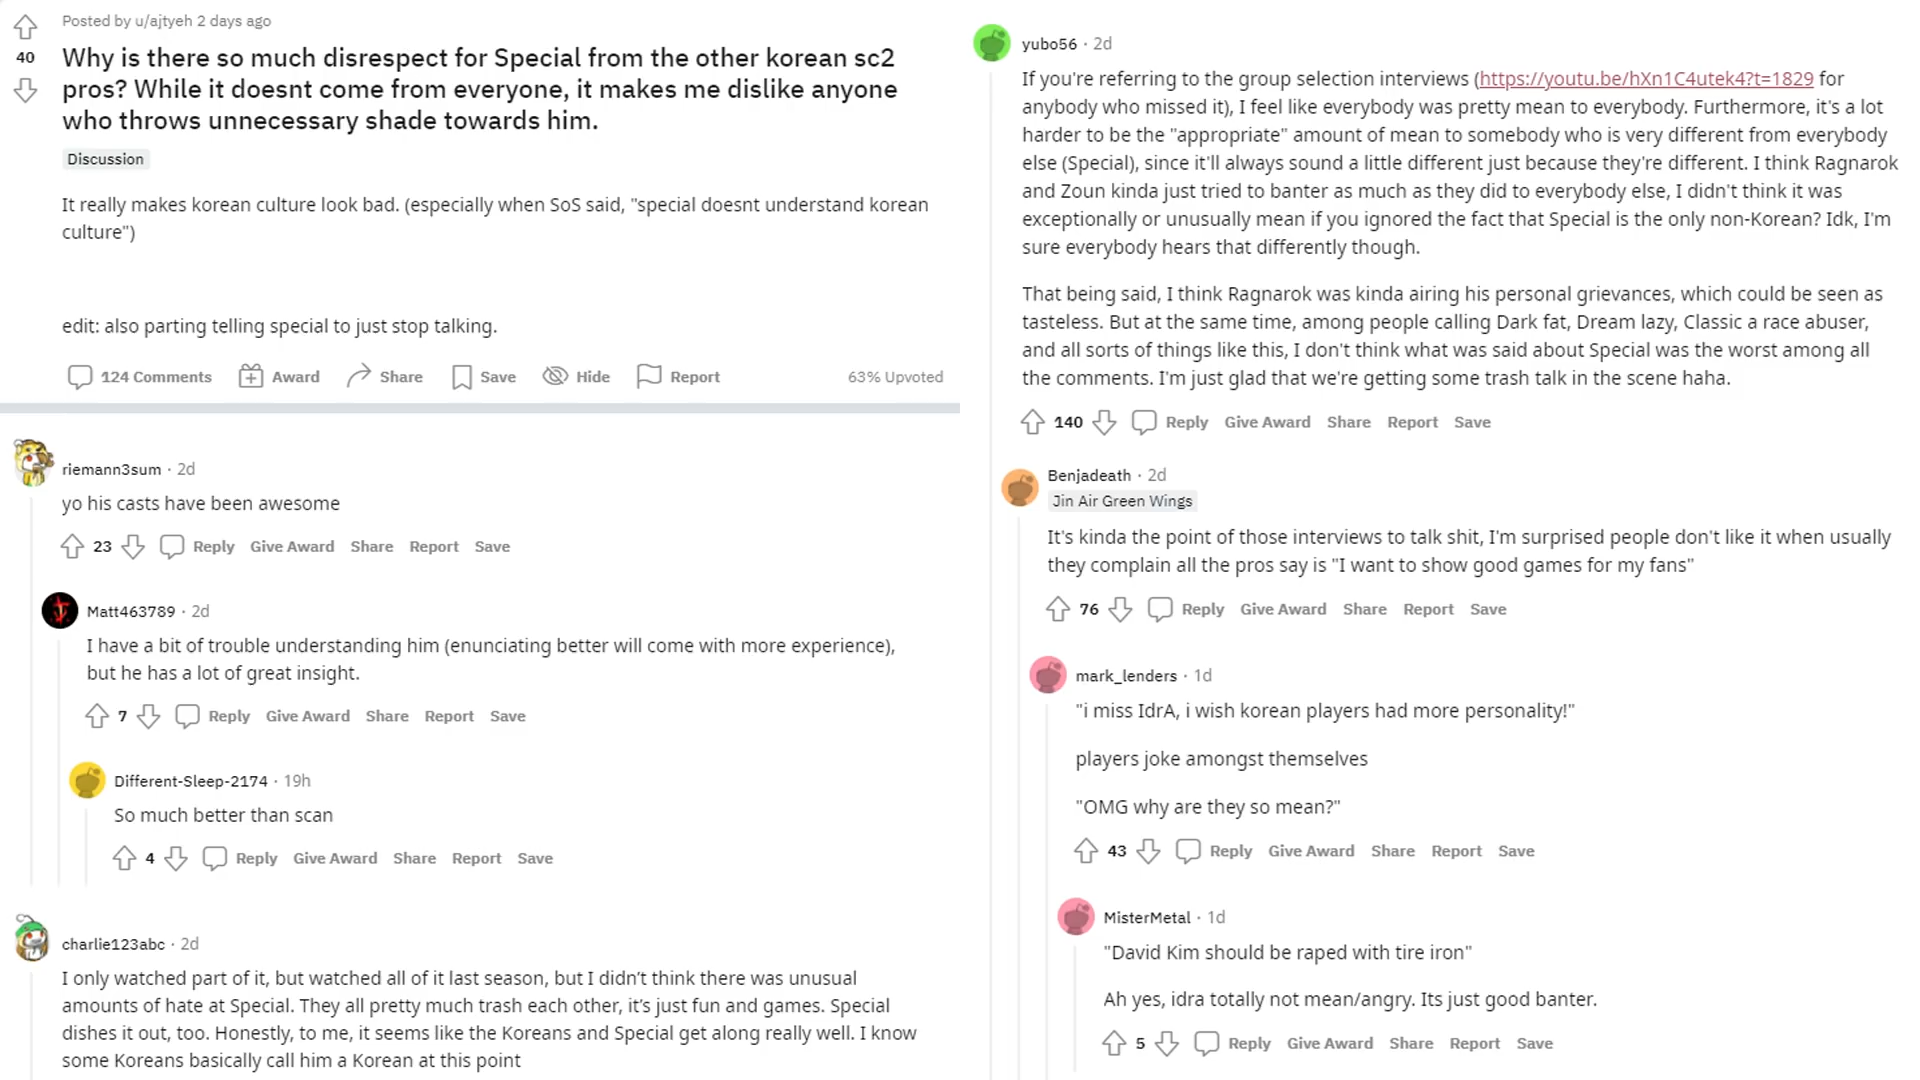 Posted by u/ajtyeh 2 days ago
40
Why is there so much disrespect for Special from the other korean sc2
pros? While it doesnt come from everyone, it makes me dislike anyone
who throws unnecessary shade towards him.
Discussion
It really makes korean culture look bad. (especially when SoS said, "special doesnt understand korean
culture")
edit: also parting telling special to just stop talking.
124 Comments Award Share Save Hide Report 63% Upvoted
riemann3sum · 2d
yo his casts have been awesome
23 Reply Give Award Share Report Save
Matt463789 · 2d
I have a bit of trouble understanding him (enunciating better will come with more experience),
but he has a lot of great insight.
7 Reply Give Award Share Report Save
Different-Sleep-2174 · 19h
So much better than scan
4 Reply Give Award Share Report Save
charlie123abc · 2d
I only watched part of it, but watched all of it last season, but I didn't think there was unusual
amounts of hate at Special. They all pretty much trash each other, it's just fun and games. Special
dishes it out, too. Honestly, to me, it seems like the Koreans and Special get along really well. I know
some Koreans basically call him a Korean at this point
yubo56 · 2d
If you're referring to the group selection interviews (https://youtu.be/hXn1C4utek4?t=1829 for
anybody who missed it), I feel like everybody was pretty mean to everybody. Furthermore, it's a lot
harder to be the "appropriate" amount of mean to somebody who is very different from everybody
else (Special), since it'll always sound a little different just because they're different. I think Ragnarok
and Zoun kinda just tried to banter as much as they did to everybody else, I didn't think it was
exceptionally or unusually mean if you ignored the fact that Special is the only non-Korean? Idk, I'm
sure everybody hears that differently though.
That being said, I think Ragnarok was kinda airing his personal grievances, which could be seen as
tasteless. But at the same time, among people calling Dark fat, Dream lazy, Classic a race abuser,
and all sorts of things like this, I don't think what was said about Special was the worst among all
the comments. I'm just glad that we're getting some trash talk in the scene haha.
140 Reply Give Award Share Report Save
Benjadeath · 2d
Jin Air Green Wings
It's kinda the point of those interviews to talk shit, I'm surprised people don't like it when usually
they complain all the pros say is "I want to show good games for my fans"
76 Reply Give Award Share Report Save
mark_lenders · 1d
"i miss IdrA, i wish korean players had more personality!"
players joke amongst themselves
"OMG why are they so mean?"
43 Reply Give Award Share Report Save
MisterMetal · 1d
"David Kim should be raped with tire iron"
Ah yes, idra totally not mean/angry. Its just good banter.
5 Reply Give Award Share Report Save